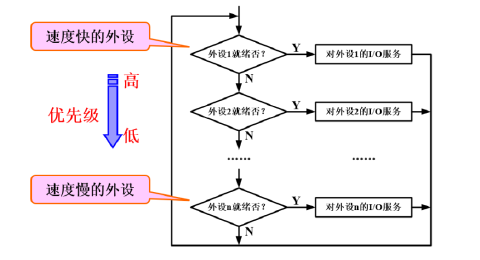 速度快的外设
外设1就绪否？
Y
对外设1的I/O服务
N
高
优先级
低
外设2就绪否？
Y
对外设2的I/O服务
N
……
……
速度慢的外设
外设n就绪否？
Y
对外设n的I/O服务
N